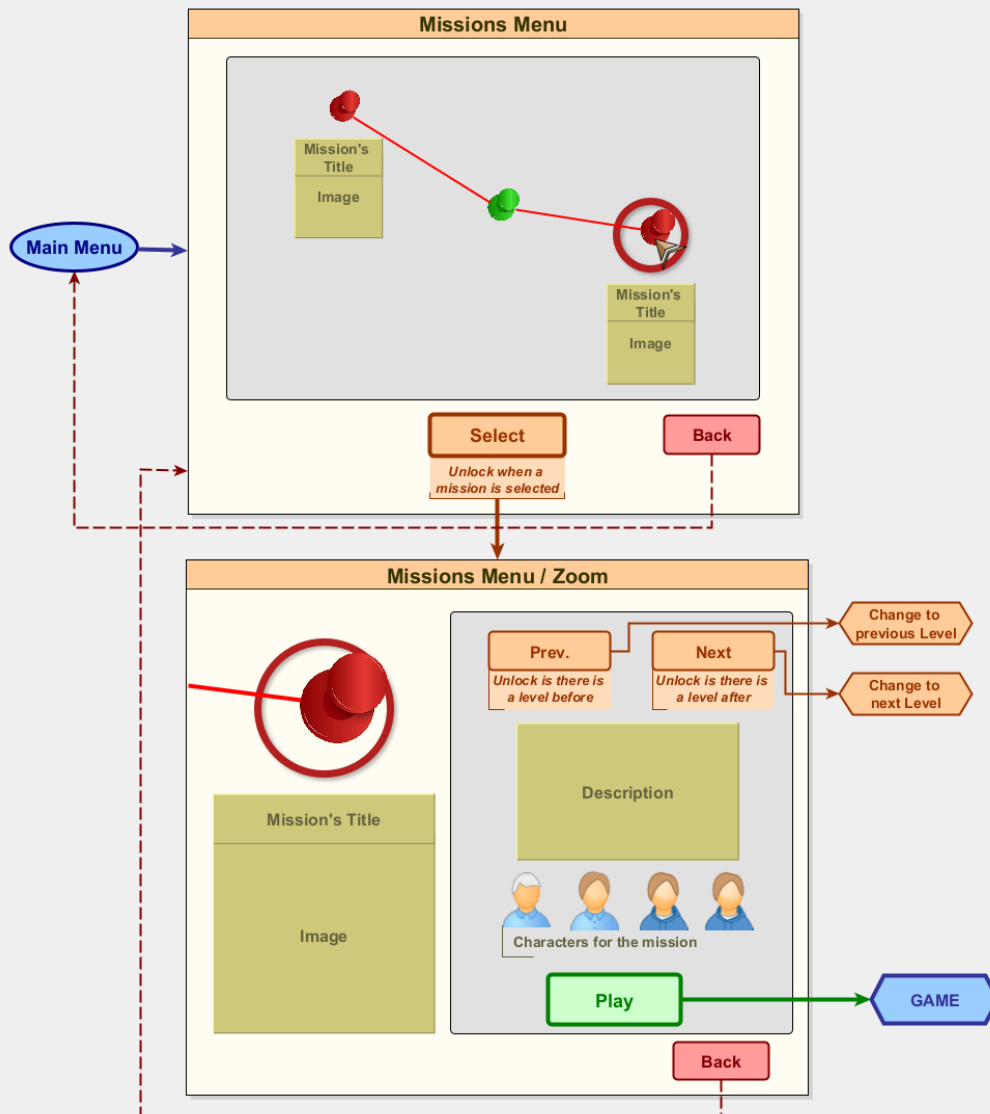 Missions Menu
Mission's
Title
Image
Main Menu
Mission's
Title
Image
Select
Back
Unlock when a
mission is selected
Missions Menu / Zoom
Change to
previous Level
Prev.
Next
Unlock is there is
a level before
Unlock is there is
a level after
Change to
next Level
Description
Mission's Title
Image
Characters for the mission
Play
GAME
Back